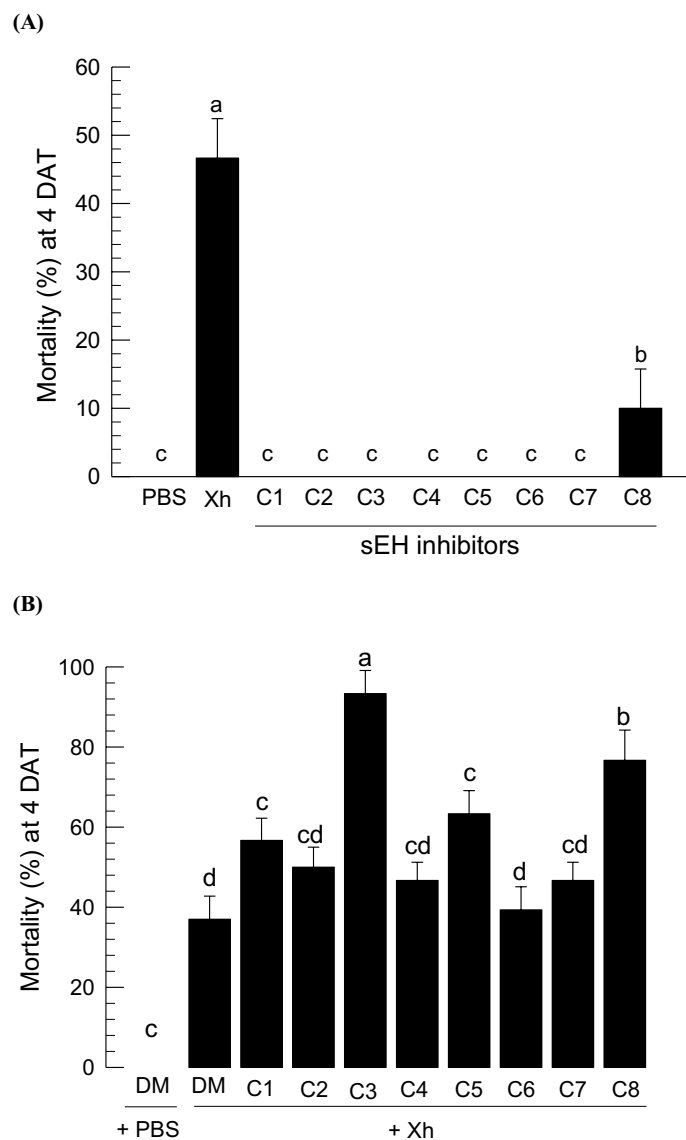 (A)
Mortality (%) at 4 DAT
60
50
40
30
20
10
0
c a c c c c c c c b
PBS Xh C1 C2 C3 C4 C5 C6 C7 C8
sEH inhibitors
(B)
Mortality (%) at 4 DAT
100
80
60
40
20
0
c d c cd a cd c d cd b
DM DM C1 C2 C3 C4 C5 C6 C7 C8
+ PBS + Xh